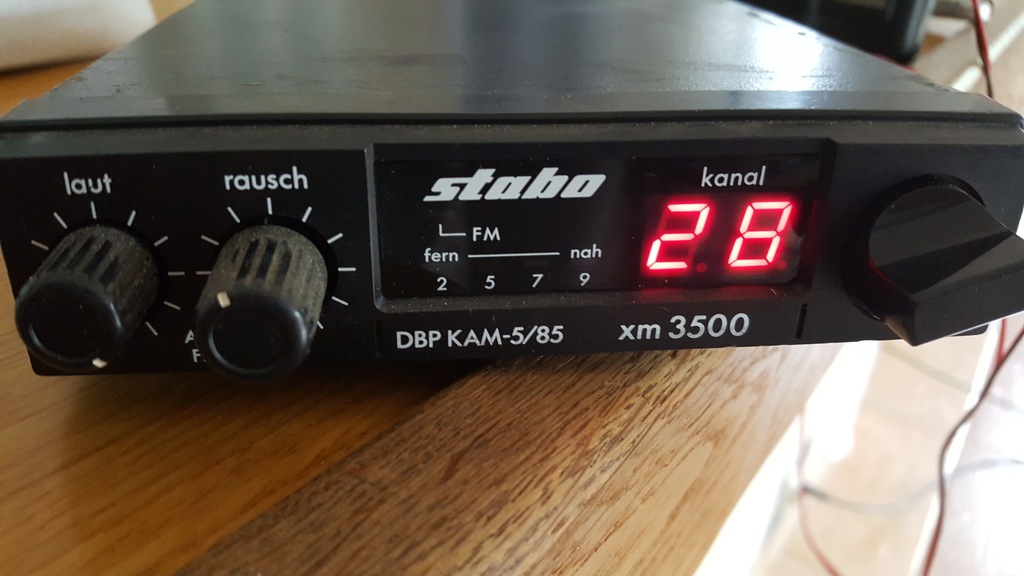 laut
rausch
stabo
kanal
28
FM
fern nah
2 5 7 9
DBP KAM-5/85
xm 3500